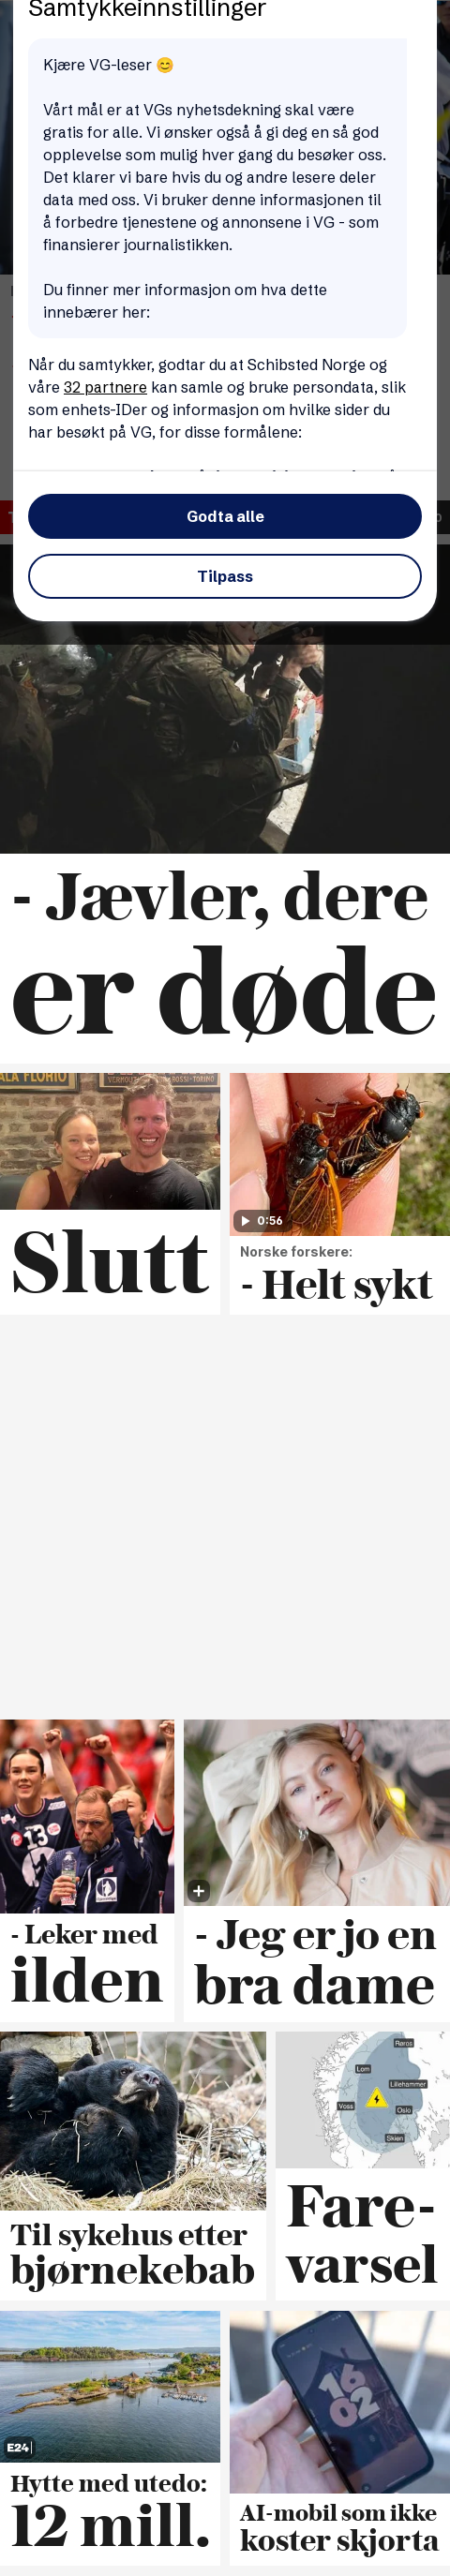 Samtykkeinnstillinger
Kjære VG-leser 😊
Vårt mål er at VGs nyhetsdekning skal være
gratis for alle. Vi ønsker også å gi deg en så god
opplevelse som mulig hver gang du besøker oss.
Det klarer vi bare hvis du og andre lesere deler
data med oss. Vi bruker denne informasjonen til
å forbedre tjenestene og annonsene i VG - som
finansierer journalistikken.
Du finner mer informasjon om hva dette
innebærer her:
Når du samtykker, godtar du at Schibsted Norge og
våre 32 partnere kan samle og bruke persondata, slik
som enhets-IDer og informasjon om hvilke sider du
har besøkt på VG, for disse formålene:
Godta alle
Tilpass
- Jævler, dere
er døde
Slutt
0:56
Norske forskere:
- Helt sykt
- Leker med
ilden
- Jeg er jo en
bra dame
Til sykehus etter
bjørnekebab
Røros
Lom
Lillehammer
Voss
Oslo
Skien
Fare-
varsel
E24
Hytte med utedo:
12 mill.
16
02
AI-mobil som ikke
koster skjorta